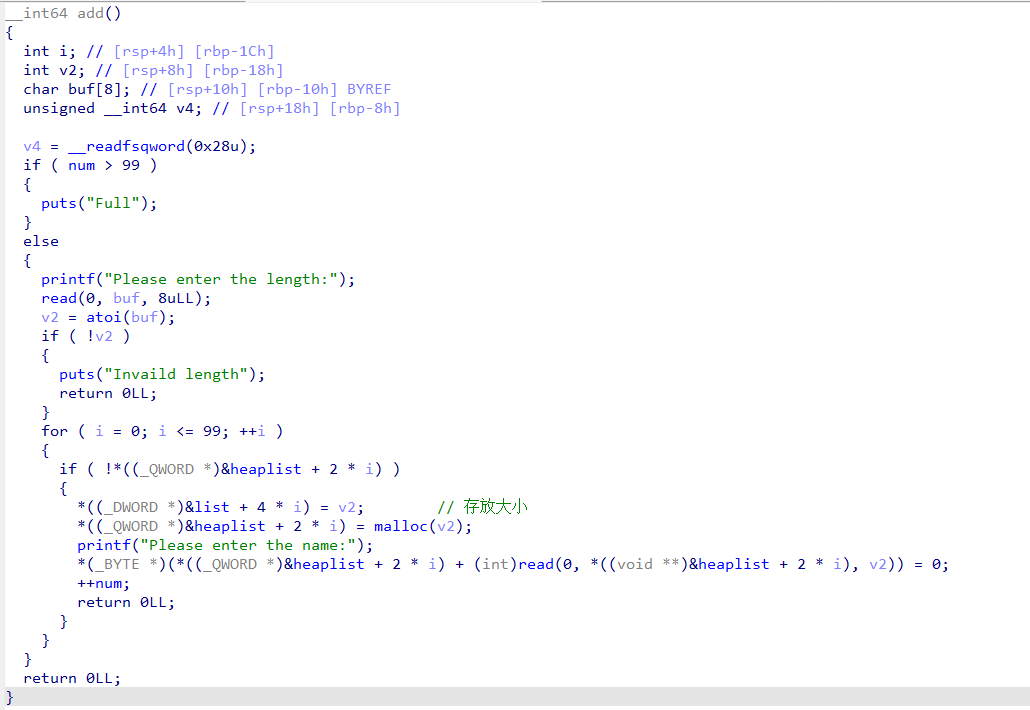 __int64 add()
{
  int i; // [rsp+4h] [rbp-1Ch]
  int v2; // [rsp+8h] [rbp-18h]
  char buf[8]; // [rsp+10h] [rbp-10h] BYREF
  unsigned __int64 v4; // [rsp+18h] [rbp-8h]

  v4 = __readfsqword(0x28u);
  if ( num > 99 )
  {
    puts("Full");
  }
  else
  {
    printf("Please enter the length:");
    read(0, buf, 8uLL);
    v2 = atoi(buf);
    if ( !v2 )
    {
      puts("Invaild length");
      return 0LL;
    }
    for ( i = 0; i <= 99; ++i )
    {
      if ( !*((_QWORD *)&heaplist + 2 * i) )
      {
        *((_DWORD *)&list + 4 * i) = v2;        // 存放大小
        *((_QWORD *)&heaplist + 2 * i) = malloc(v2);
        printf("Please enter the name:");
        *(_BYTE *)(*((_QWORD *)&heaplist + 2 * i) + (int)read(0, *((void **)&heaplist + 2 * i), v2)) = 0;
        ++num;
        return 0LL;
      }
    }
  }
  return 0LL;
}